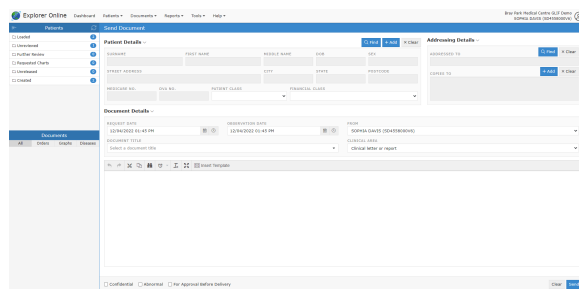 Explorer Online Dashboard Patients Documents Reports Tools Help
Bray Park Medical Centre GLIF Demo
SOPHIA DAVIS (SD455800048)
Patients
Send Document
Loaded
Unactioned
Further Review
Requested Charts
Unreleased
Created
Documents
All Orders Graphs Diseases
Patient Details
Find + Add × Clear
SURNAME FIRST NAME MIDDLE NAME DOB SEX
STREET ADDRESS CITY STATE POSTCODE
MEDICARE NO. DVA NO. PATIENT CLASS FINANCIAL CLASS
Addressing Details
ADDRESSED TO Find × Clear
COPIES TO + Add × Clear
Document Details
REQUEST DATE OBSERVATION DATE FROM
12/04/2022 01:45 PM 12/04/2022 01:45 PM SOPHIA DAVIS (SD455800048)
DOCUMENT TITLE CLINICAL AREA
Select a document title Clinical letter or report
Insert Template
Confidential Abnormal For Approval Before Delivery
Clear Send